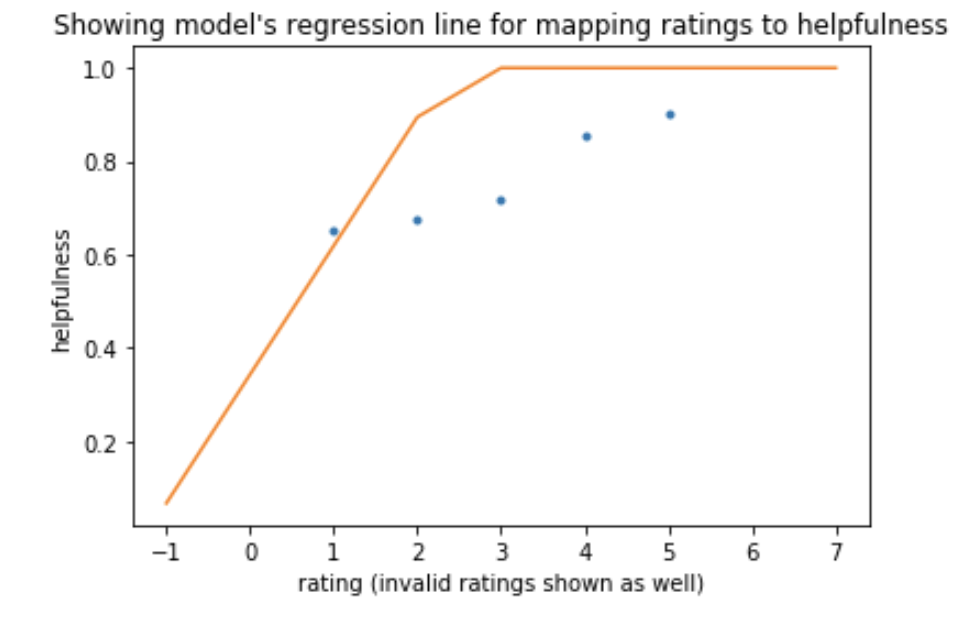 Showing model's regression line for mapping ratings to helpfulness
1.0
0.8
0.6
0.4
0.2
helpfulness
−1 0 1 2 3 4 5 6 7
rating (invalid ratings shown as well)